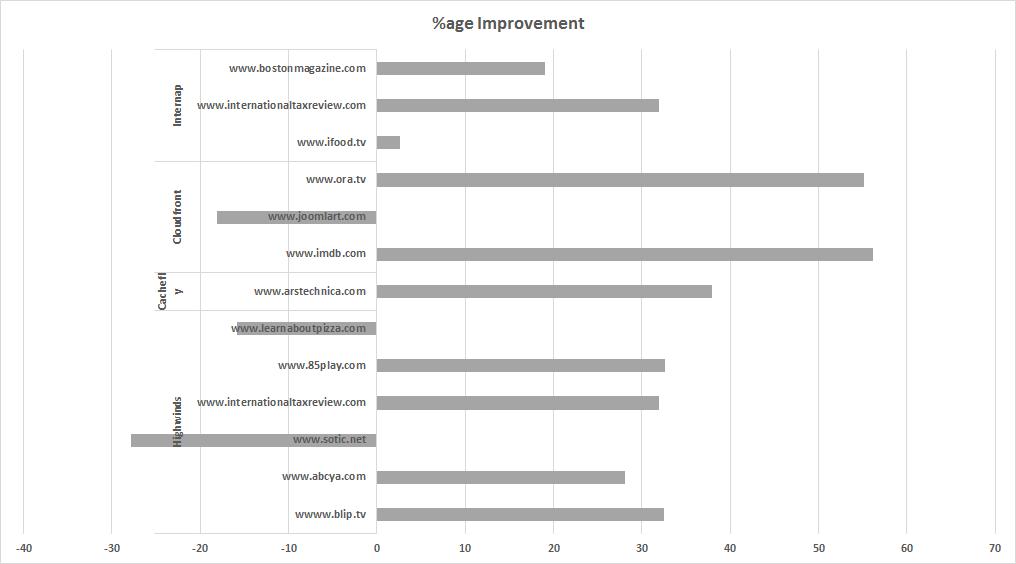 %age Improvement
Internap
www.bostonmagazine.com
www.internationaltaxreview.com
www.ifood.tv
Cloudfront
www.ora.tv
www.joomlart.com
www.imdb.com
Cachefl
y
www.arstechnica.com
Highwinds
www.learnaboutpizza.com
www.85play.com
www.internationaltaxreview.com
www.sotic.net
www.abcya.com
wwww.blip.tv
-40 -30 -20 -10 0 10 20 30 40 50 60 70